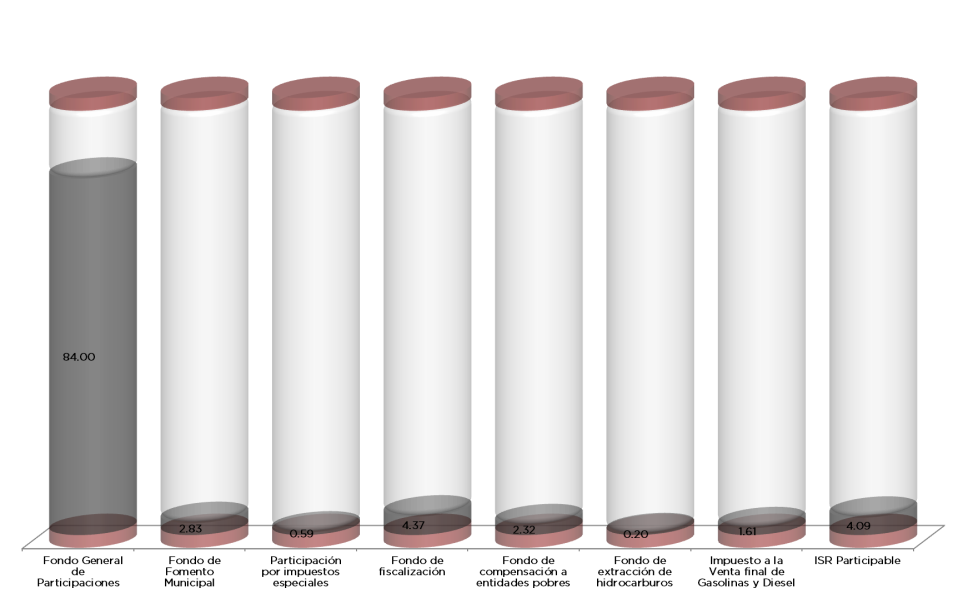 84.00
2.83
0.59
4.37
2.32
0.20
1.61
4.09
Fondo General
de
Participaciones
Fondo de
Fomento
Municipal
Participación
por impuestos
especiales
Fondo de
fiscalización
Fondo de
compensación a
entidades pobres
Fondo de
extracción de
hidrocarburos
Impuesto a la
Venta final de
Gasolinas y Diesel
ISR Participable